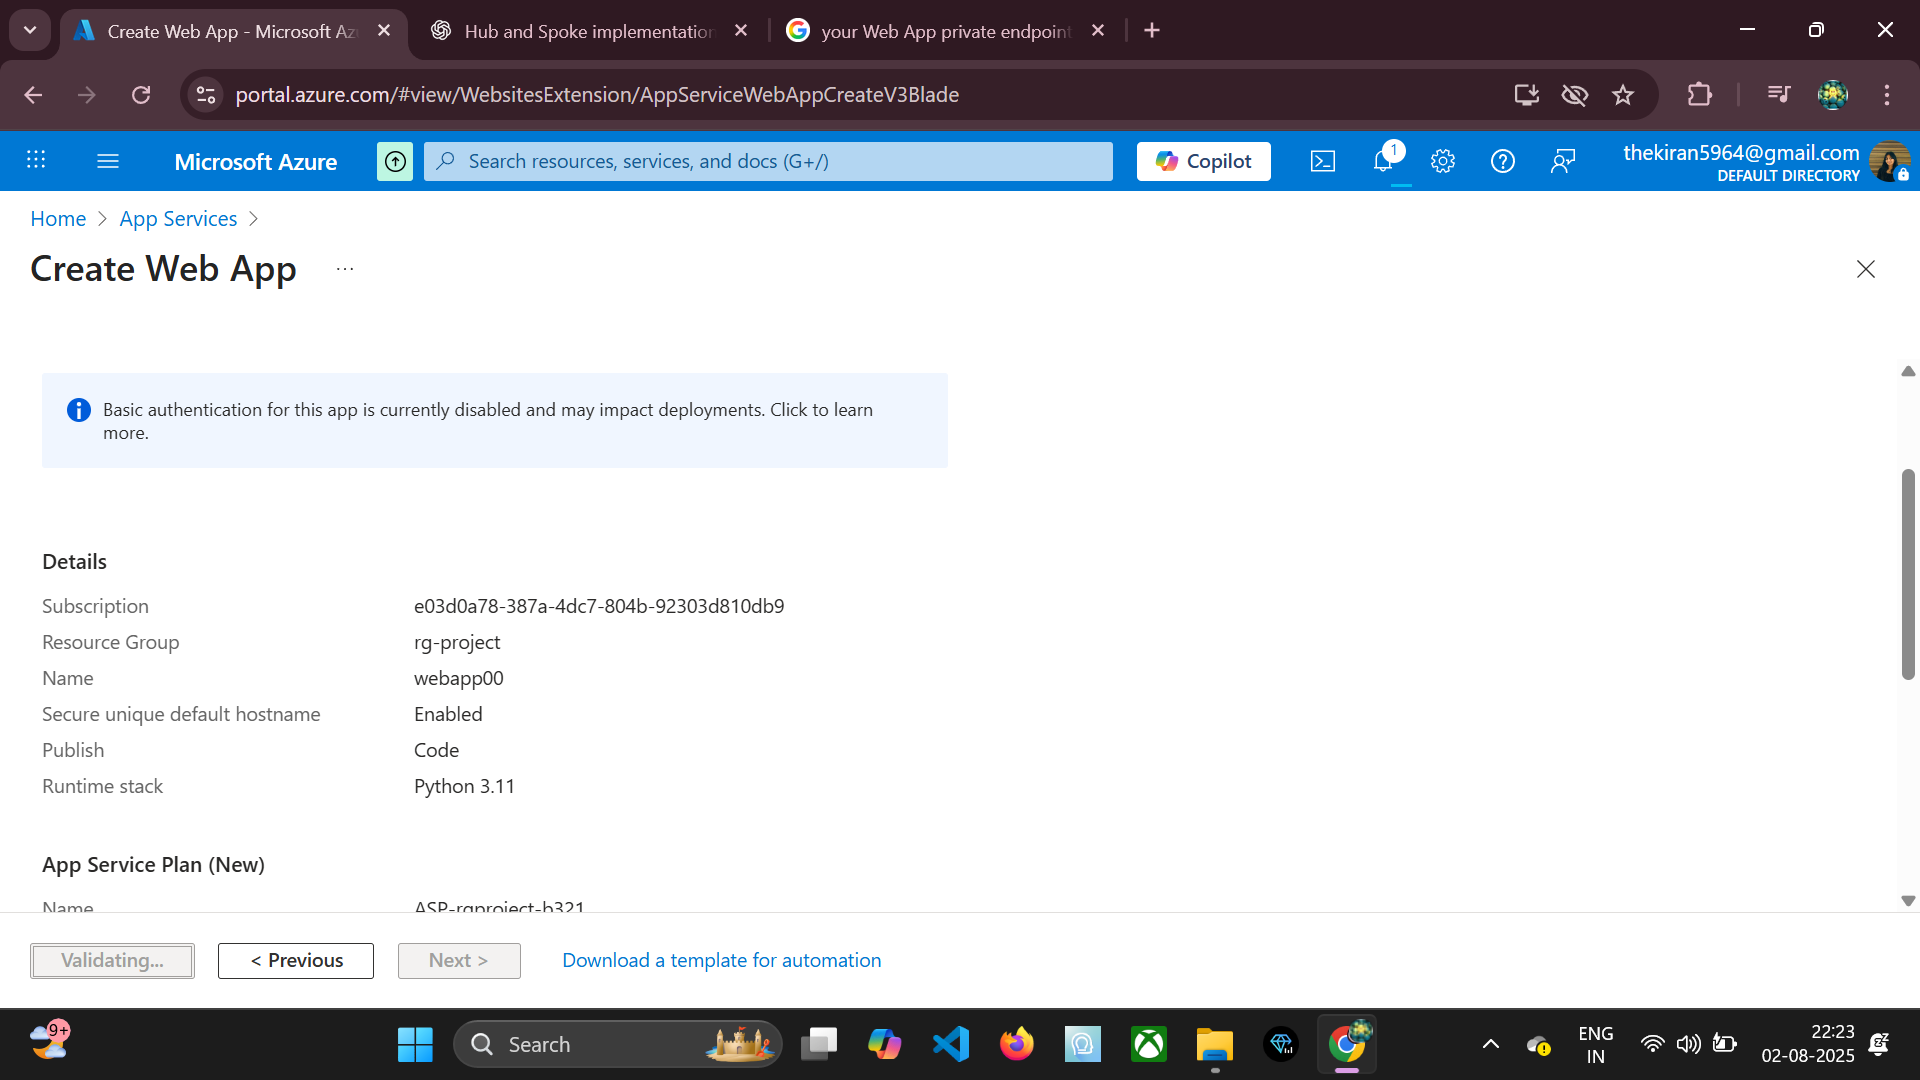 Create Web App - Microsoft Az
Hub and Spoke implementation
your Web App private endpoint
portal.azure.com/#view/WebsitesExtension/AppServiceWebAppCreateV3Blade
Microsoft Azure
Search resources, services, and docs (G+/)
Copilot
1
thekiran5964@gmail.com
DEFAULT DIRECTORY
Home > App Services >
Create Web App ...
Basic authentication for this app is currently disabled and may impact deployments. Click to learn
more.
Details
Subscription e03d0a78-387a-4dc7-804b-92303d810db9
Resource Group rg-project
Name webapp00
Secure unique default hostname Enabled
Publish Code
Runtime stack Python 3.11
App Service Plan (New)
Name ASP-rgproject-b321
Validating... < Previous Next > Download a template for automation
9+
Search
ENG
IN
22:23
02-08-2025